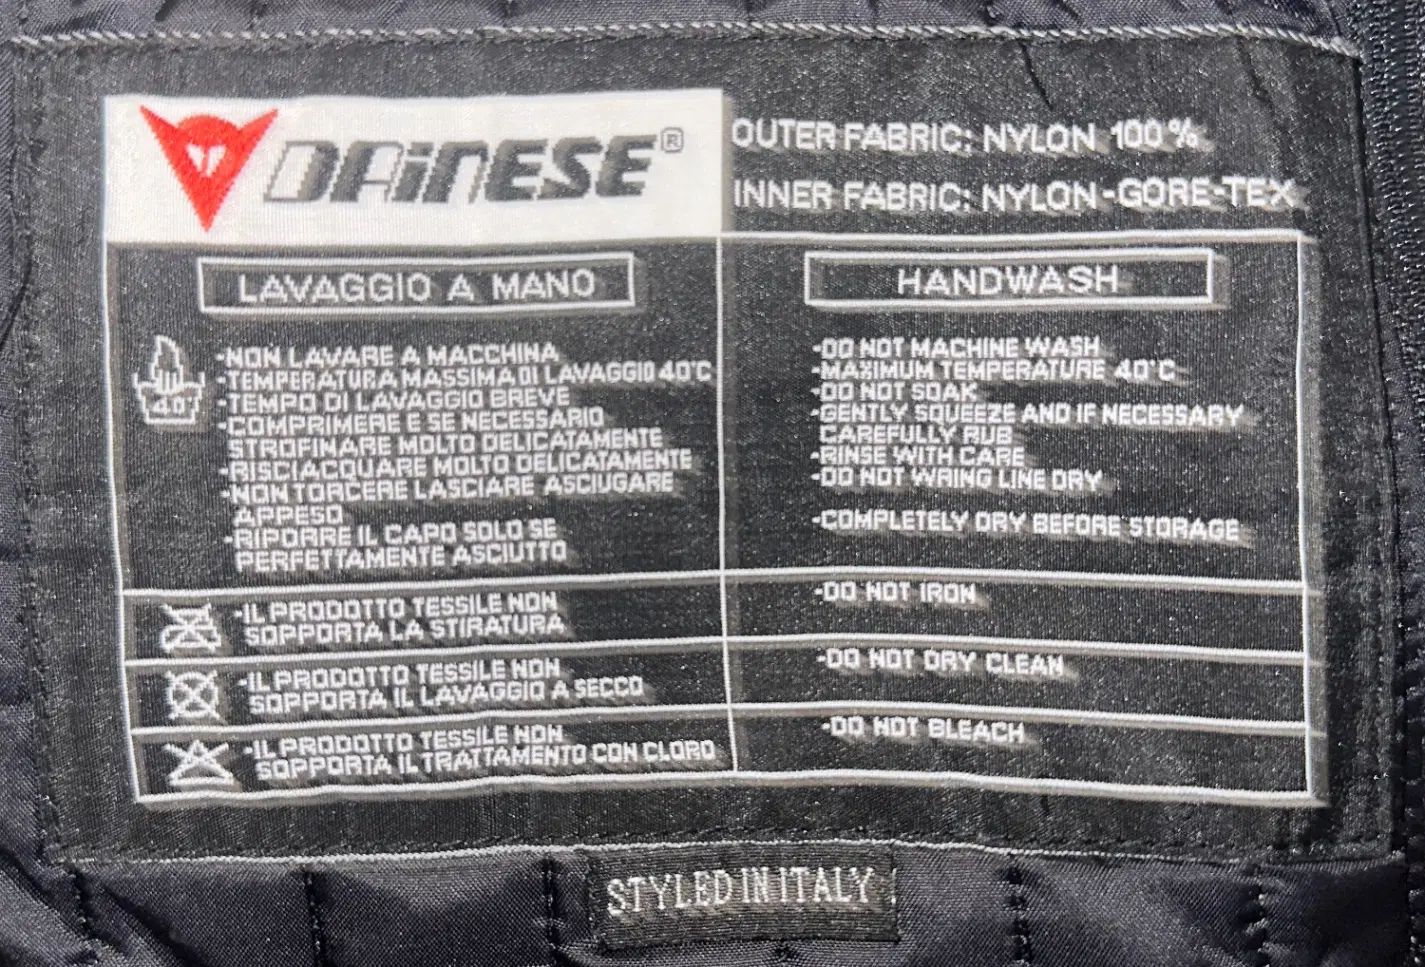 DAINESE®
OUTER FABRIC: NYLON 100%
INNER FABRIC: NYLON-GORE-TEX
LAVAGGIO A MANO
40°
-NON LAVARE A MACCHINA
-TEMPERATURA MASSIMA DI LAVAGGIO 40°C
-TEMPO DI LAVAGGIO BREVE
-COMPRIMERE E SE NECESSARIO
STROFINARE MOLTO DELICATAMENTE
-RISCIACQUARE MOLTO DELICATAMENTE
-NON TORCERE LASCIARE ASCIUGARE
APPESO
-RIPORRE IL CAPO SOLO SE
PERFETTAMENTE ASCIUTTO
HANDWASH
-DO NOT MACHINE WASH
-MAXIMUM TEMPERATURE 40°C
-DO NOT SOAK
-GENTLY SQUEEZE AND IF NECESSARY
CAREFULLY RUB
-RINSE WITH CARE
-DO NOT WRING LINE DRY
-COMPLETELY DRY BEFORE STORAGE
-IL PRODOTTO TESSILE NON
SOPPORTA LA STIRATURA
-DO NOT IRON
-IL PRODOTTO TESSILE NON
SOPPORTA IL LAVAGGIO A SECCO
-DO NOT DRY CLEAN
-IL PRODOTTO TESSILE NON
SOPPORTA IL TRATTAMENTO CON CLORO
-DO NOT BLEACH
STYLED IN ITALY